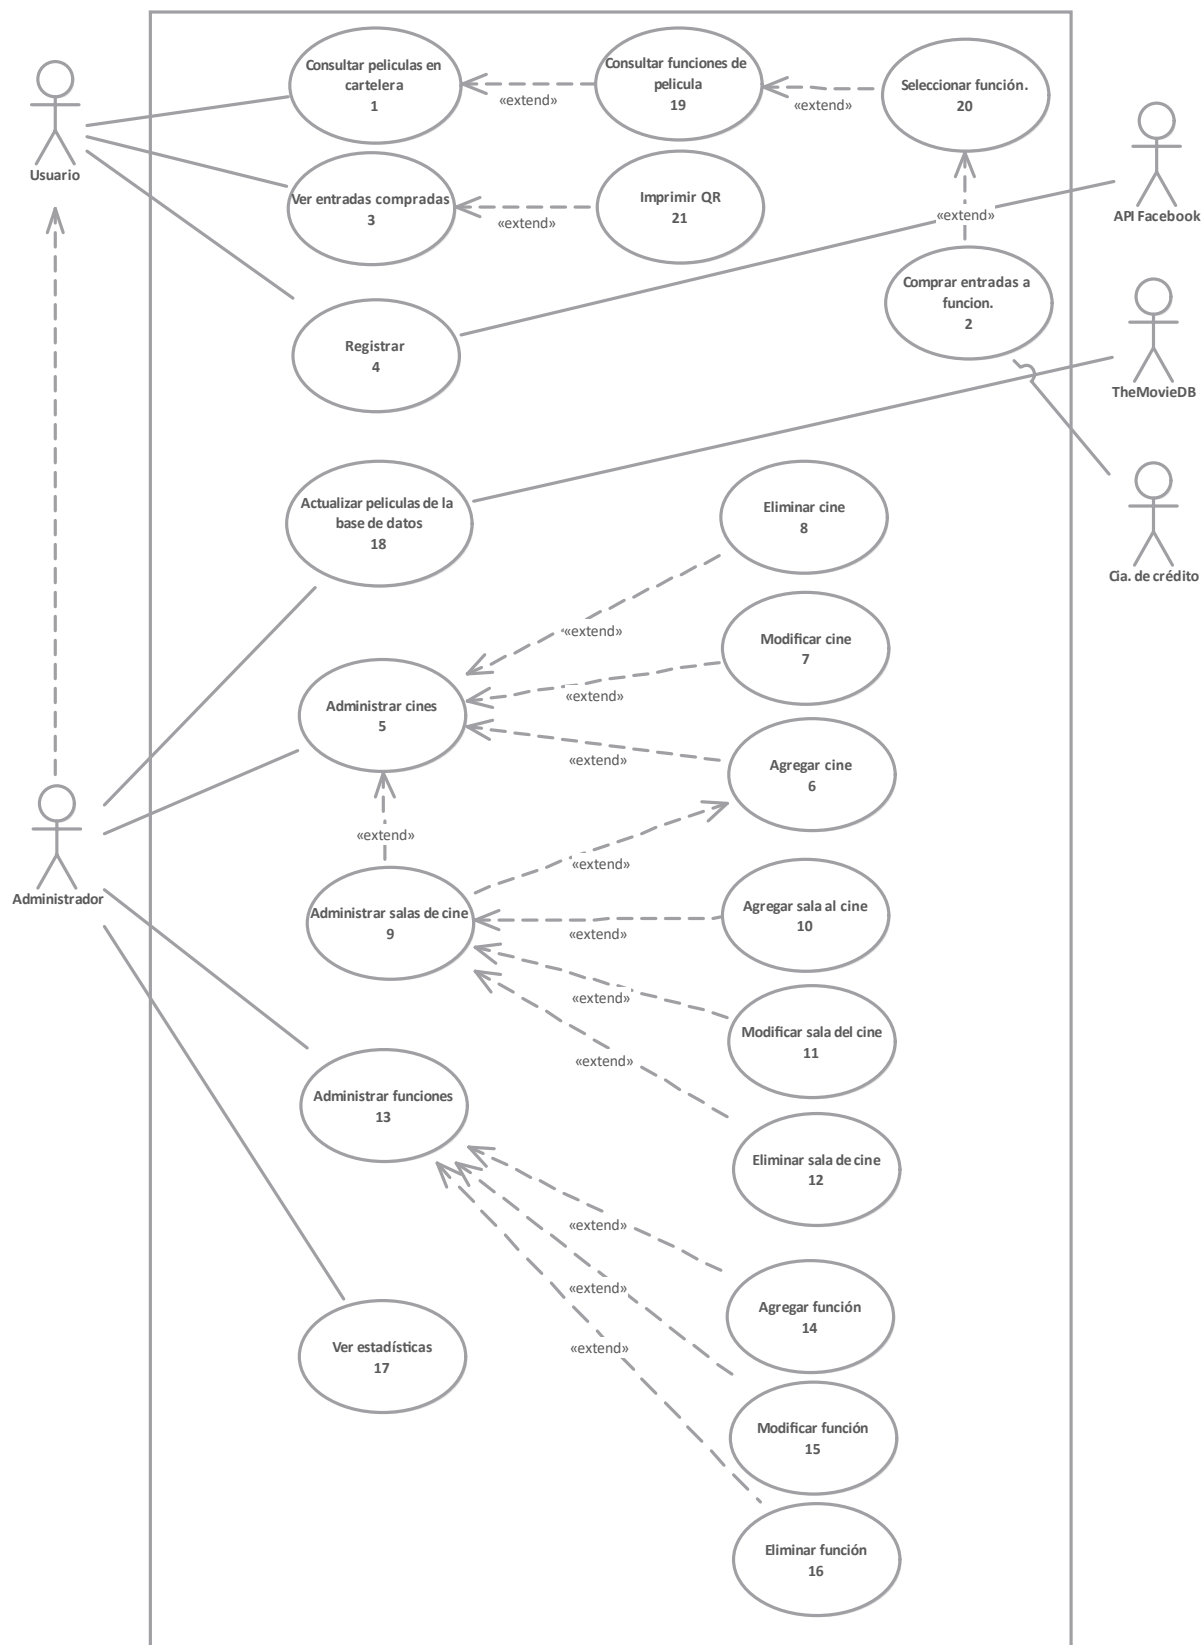 Consultar peliculas en
cartelera
1
«extend»
Consultar funciones de
pelicula
19
«extend»
Seleccionar función.
20
Usuario
Ver entradas compradas
3
«extend»
Imprimir QR
21
«extend»
API Facebook
Comprar entradas a
funcion.
2
Registrar
4
TheMovieDB
Actualizar peliculas de la
base de datos
18
Eliminar cine
8
Cia. de crédito
«extend»
Modificar cine
7
«extend»
Administrar cines
5
«extend»
Agregar cine
6
«extend»
«extend»
Administrador
Administrar salas de cine
9
«extend»
Agregar sala al cine
10
«extend»
Modificar sala del cine
11
«extend»
Administrar funciones
13
Eliminar sala de cine
12
«extend»
«extend»
Agregar función
14
«extend»
Ver estadísticas
17
Modificar función
15
Eliminar función
16